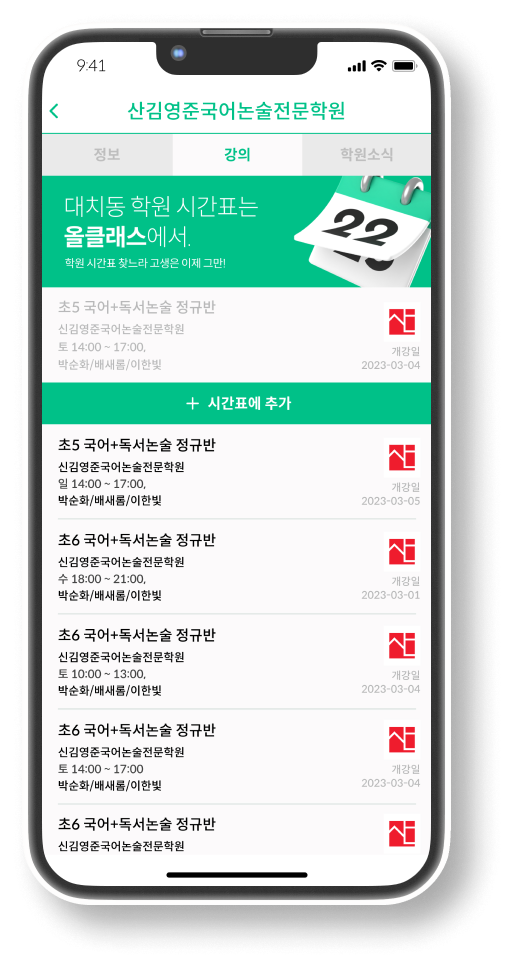 9:41
산김영준국어논술전문학원
정보
강의
학원소식
대치동 학원 시간표는
올클래스에서.
학원 시간표 찾느라 고생은 이제 그만!
22
초5 국어+독서논술 정규반
신김영준국어논술전문학원
토 14:00 ~ 17:00,
박순화/배새롬/이한빛
개강일
2023-03-04
+ 시간표에 추가
초5 국어+독서논술 정규반
신김영준국어논술전문학원
일 14:00 ~ 17:00,
박순화/배새롬/이한빛
개강일
2023-03-05
초6 국어+독서논술 정규반
신김영준국어논술전문학원
수 18:00 ~ 21:00,
박순화/배새롬/이한빛
개강일
2023-03-01
초6 국어+독서논술 정규반
신김영준국어논술전문학원
토 10:00 ~ 13:00,
박순화/배새롬/이한빛
개강일
2023-03-04
초6 국어+독서논술 정규반
신김영준국어논술전문학원
토 14:00 ~ 17:00
박순화/배새롬/이한빛
개강일
2023-03-04
초6 국어+독서논술 정규반
신김영준국어논술전문학원